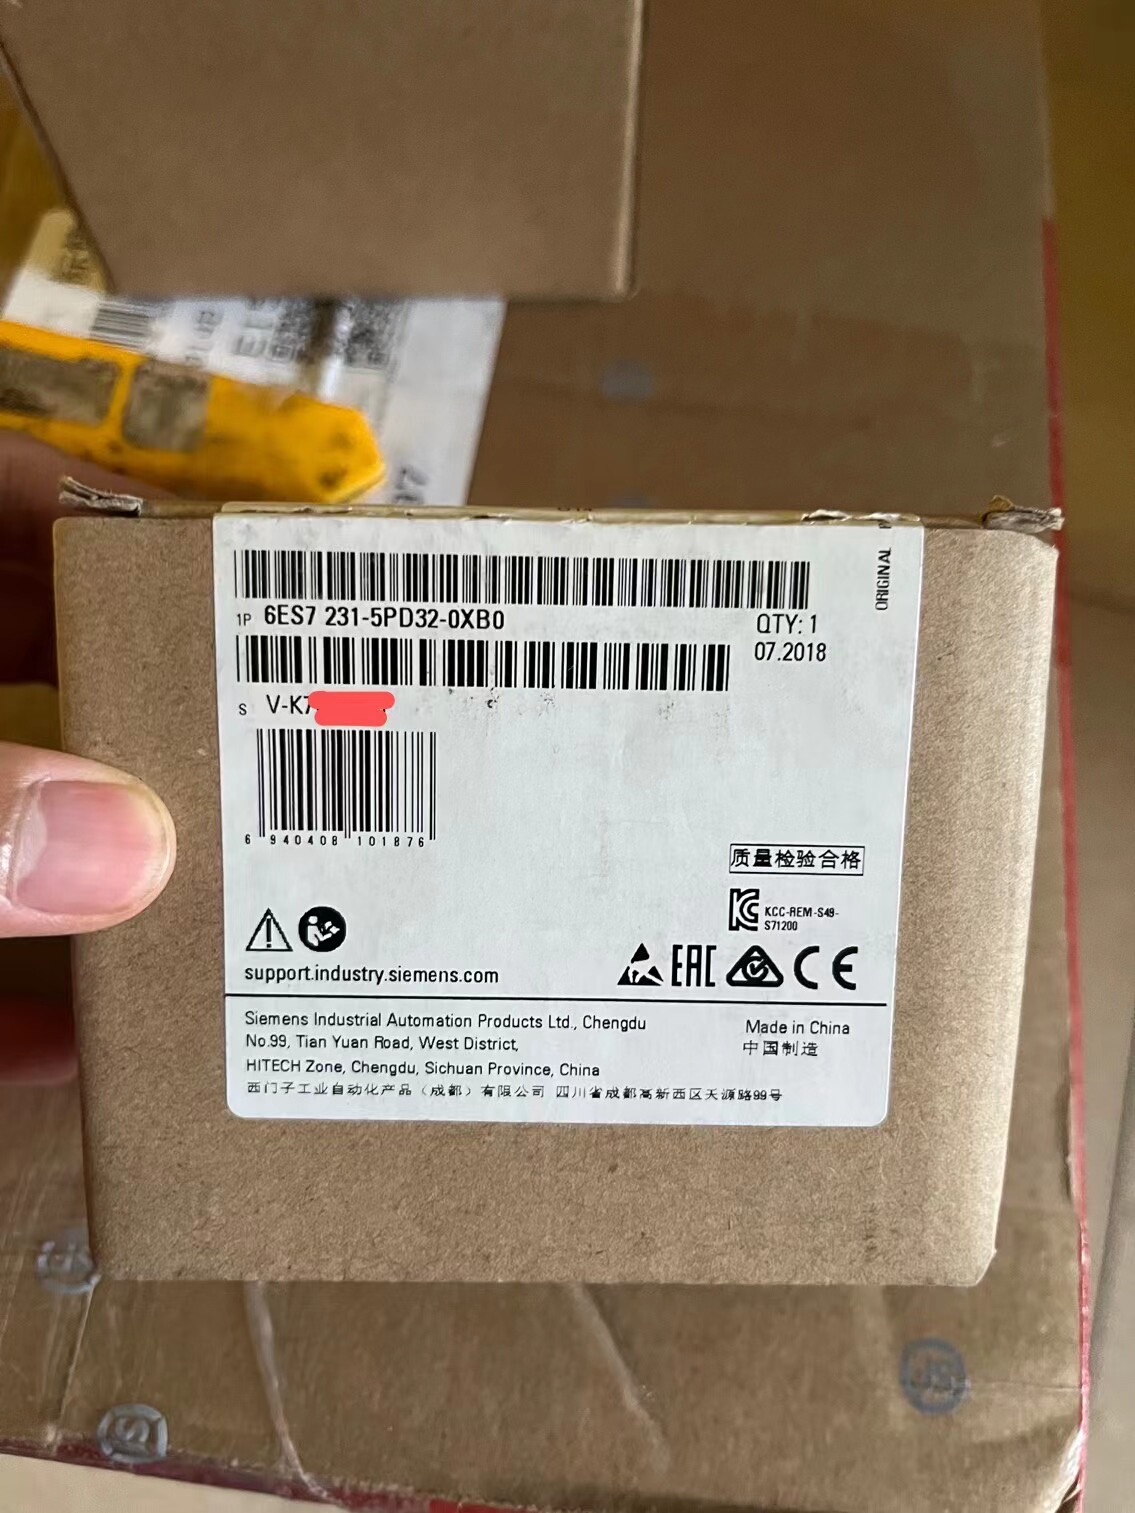 ORIGINAL
1P 6ES7 231-5PD32-0XB0
QTY: 1
07.2018
S V-K7
6 940408 101876
质量检验合格
KCC-REM-S49-
S71200
EAC
CE
support.industry.siemens.com
Siemens Industrial Automation Products Ltd., Chengdu
No.99, Tian Yuan Road, West District,
HITECH Zone, Chengdu, Sichuan Province, China
Made in China
中国制造
西门子工业自动化产品（成都）有限公司 四川省成都高新西区天源路99号